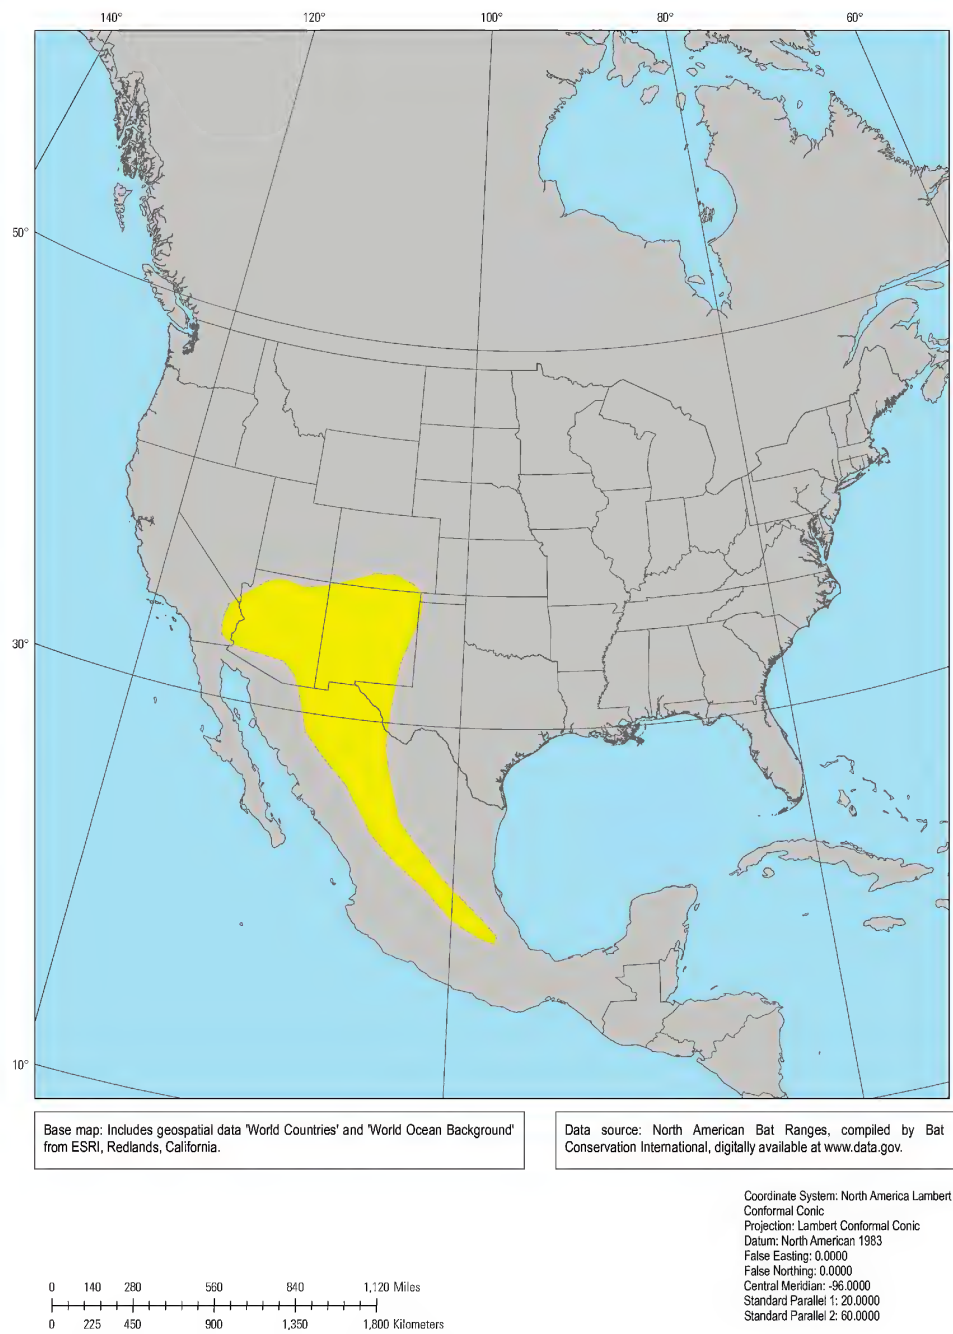 140° 120° 100° 80° 60°
50°
30°
10°
Base map: Includes geospatial data 'World Countries' and 'World Ocean Background'
from ESRI, Redlands, California.
Data source: North American Bat Ranges, compiled by Bat
Conservation International, digitally available at www.data.gov.
Coordinate System: North America Lambert
Conformal Conic
Projection: Lambert Conformal Conic
Datum: North American 1983
False Easting: 0.0000
False Northing: 0.0000
Central Meridian: -96.0000
Standard Parallel 1: 20.0000
Standard Parallel 2: 60.0000
0 140 280 560 840 1,120 Miles
0 225 450 900 1,350 1,800 Kilometers